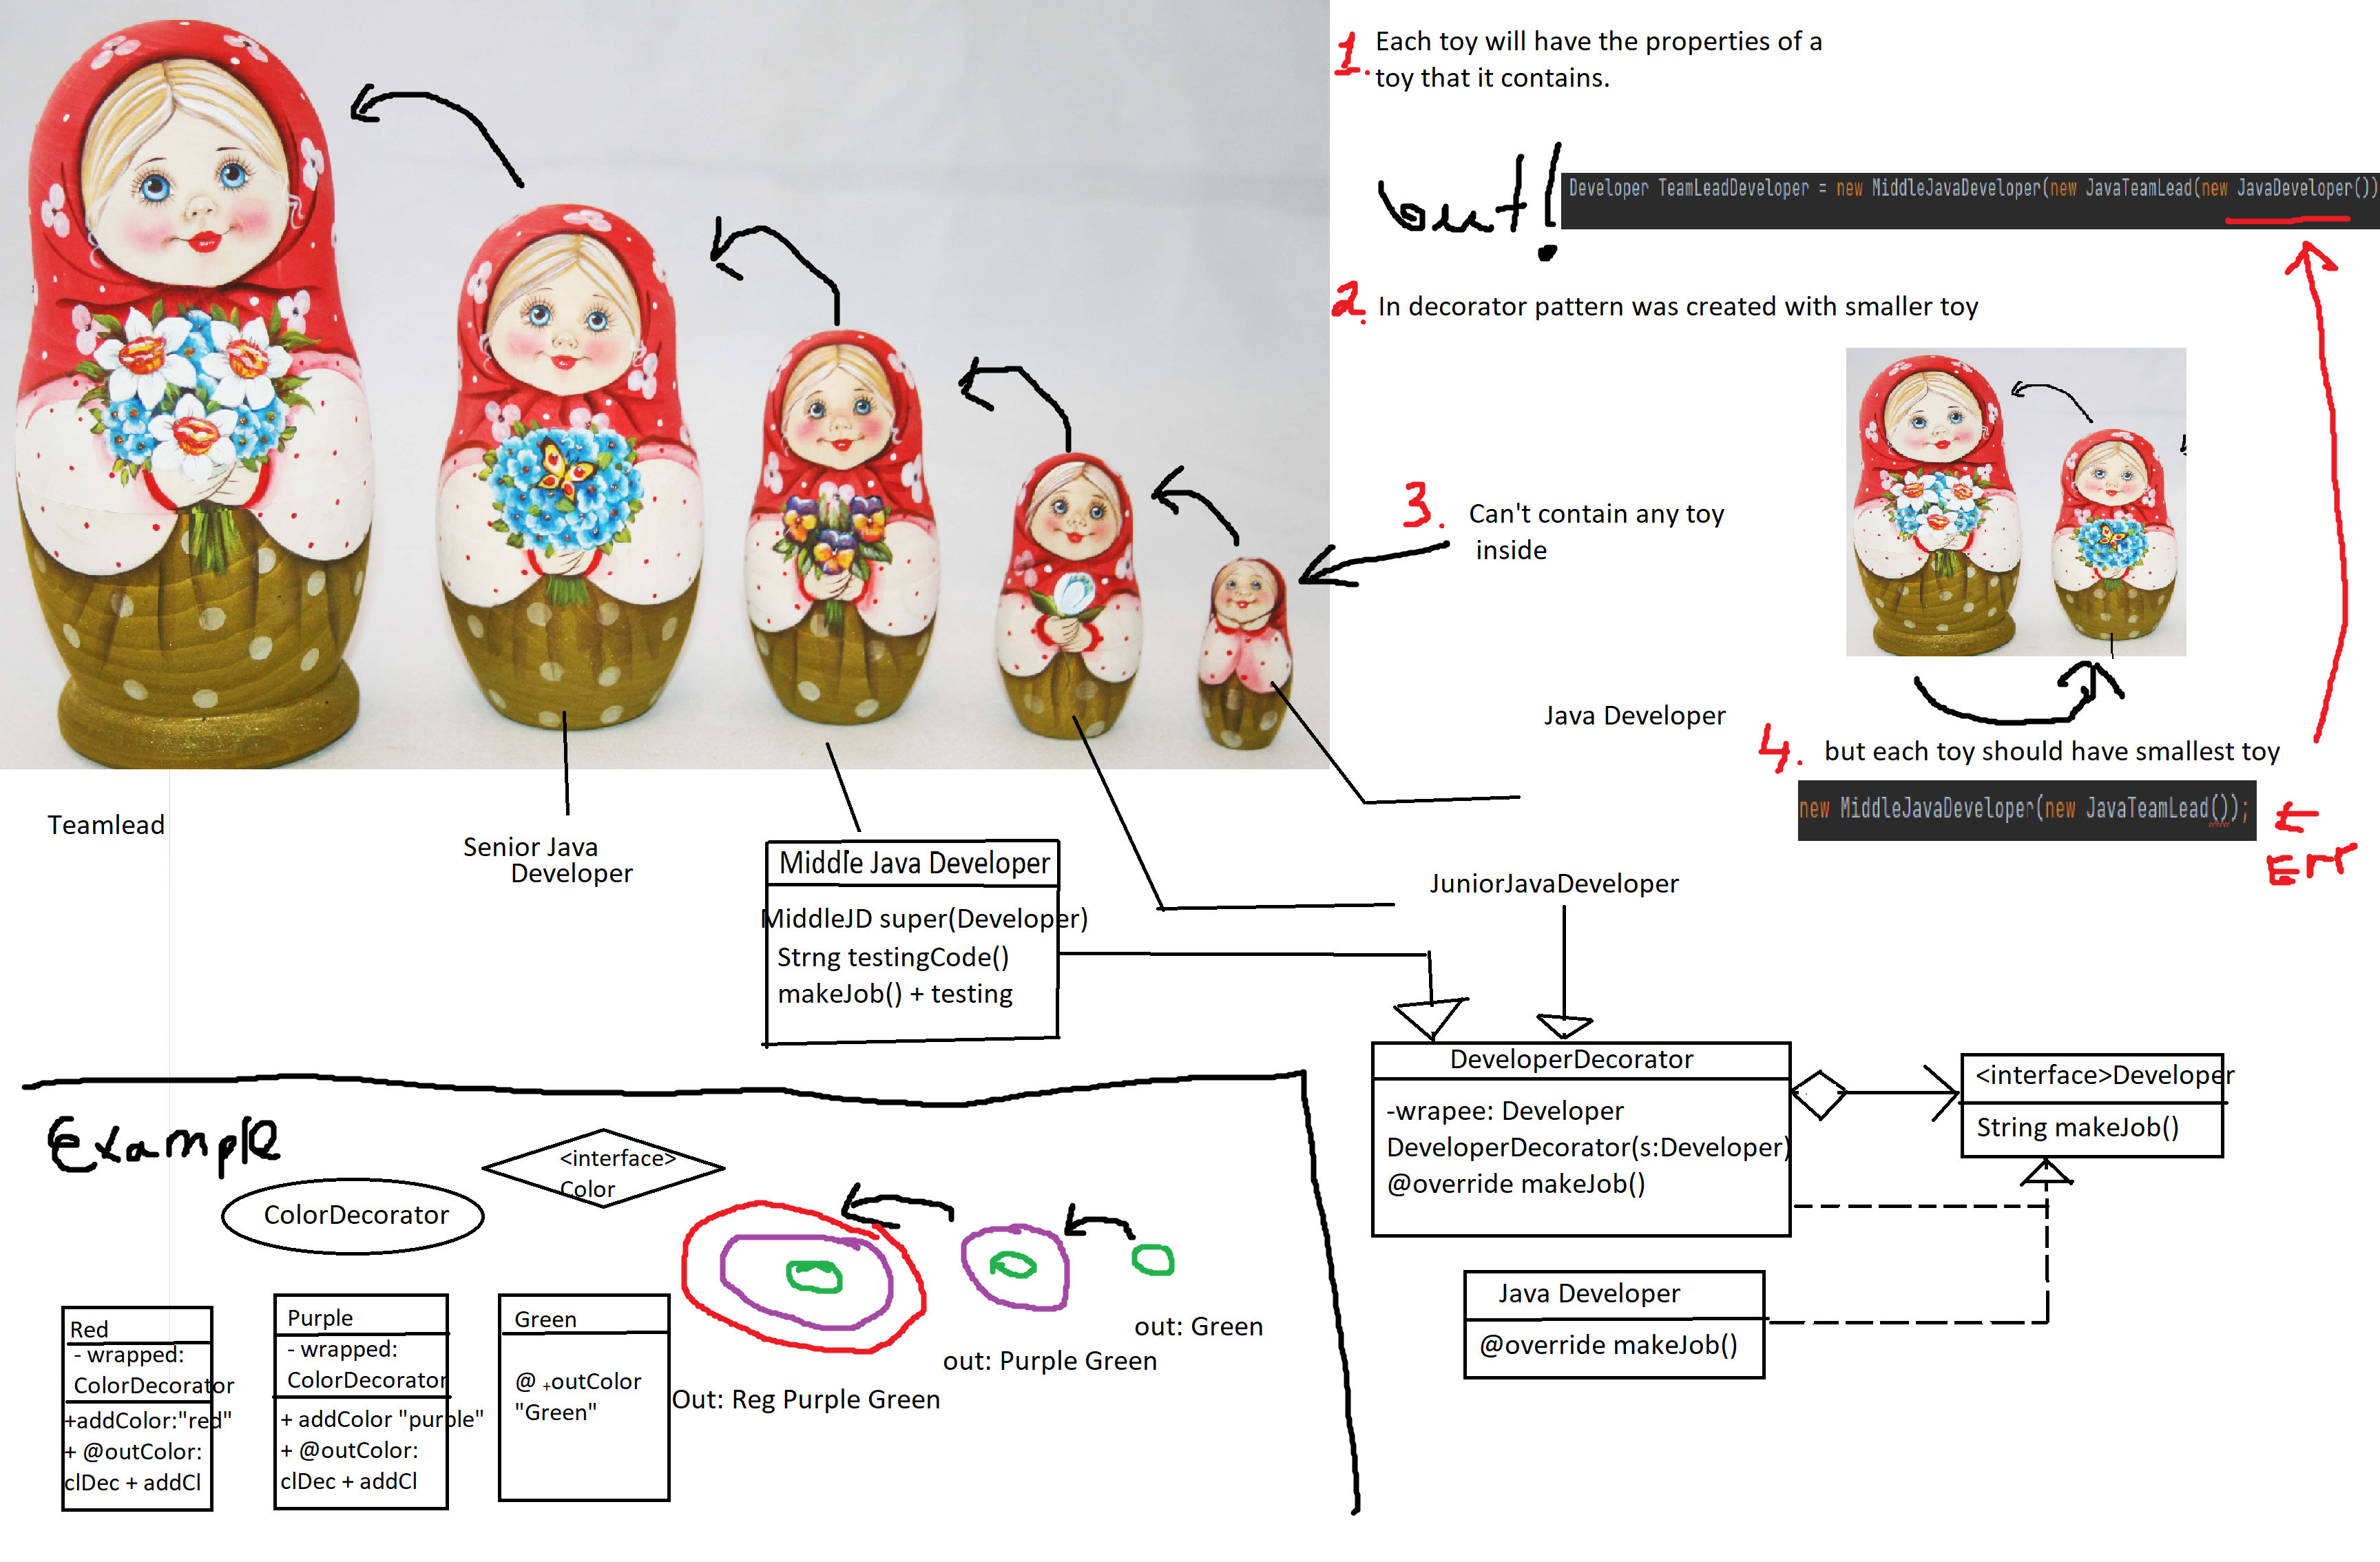 1. Each toy will have the properties of a
toy that it contains.
but!
Developer TeamLeadDeveloper = new MiddleJavaDeveloper(new JavaTeamLead(new JavaDeveloper())
2. In decorator pattern was created with smaller toy
3. Can't contain any toy
inside
Java Developer
4. but each toy should have smallest toy
new MiddleJavaDeveloper(new JavaTeamLead());
Err
Teamlead
Senior Java
Developer
Middle Java Developer
MiddleJD super(Developer)
Strng testingCode()
makeJob() + testing
JuniorJavaDeveloper
DeveloperDecorator
-wrapee: Developer
DeveloperDecorator(s:Developer)
@override makeJob()
<interface>Developer
String makeJob()
Java Developer
@override makeJob()
Example
<interface>
Color
ColorDecorator
Red
- wrapped:
ColorDecorator
+addColor:"red"
+ @outColor:
clDec + addCl
Purple
- wrapped:
ColorDecorator
+ addColor "purple"
+ @outColor:
clDec + addCl
Green
@ +outColor
"Green"
Out: Reg Purple Green
out: Purple Green
out: Green